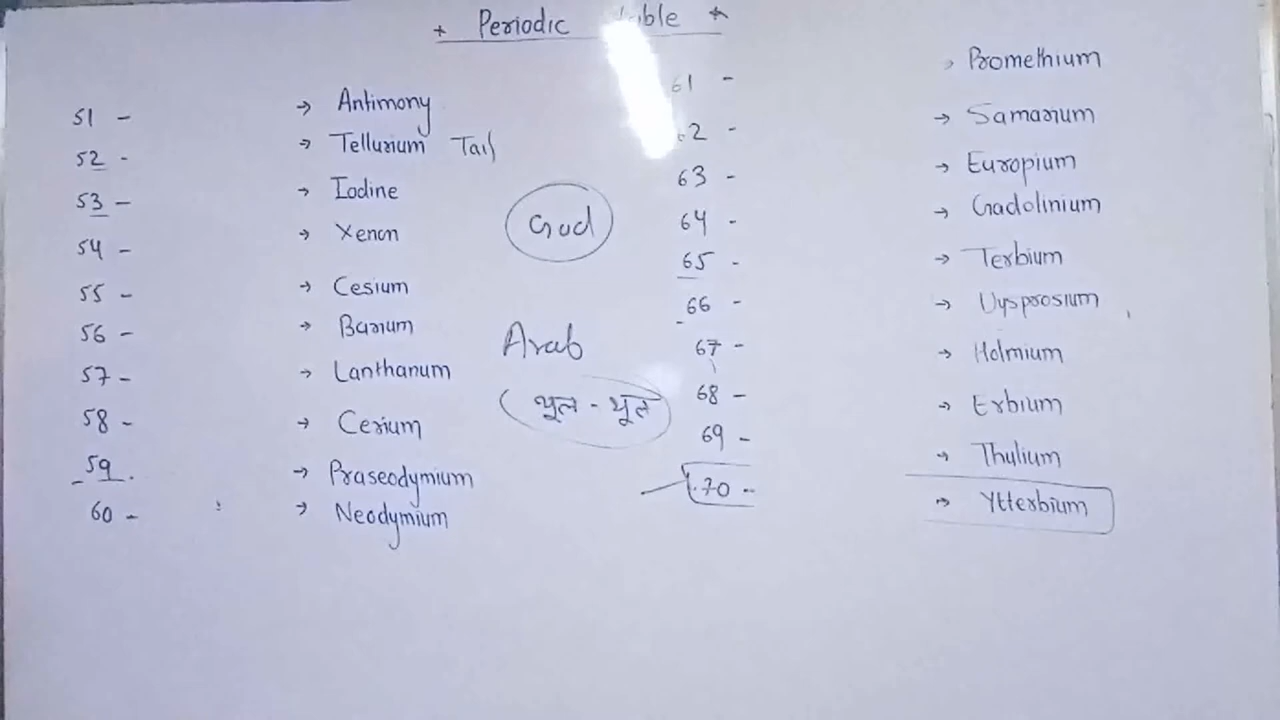 * Periodic Table *
51 - → Antimony
52 - → Tellurium Tail
53 - → Iodine
54 - → Xenon
55 - → Cesium
56 - → Barium
57 - → Lanthanum
58 - → Cerium
59 - → Praseodymium
60 - → Neodymium
God
Arab
61 - → Promethium
62 - → Samarium
63 - → Europium
64 - → Gadolinium
65 - → Terbium
66 - → Dysprosium
67 - → Holmium
68 - → Erbium
69 - → Thulium
70 - → Ytterbium